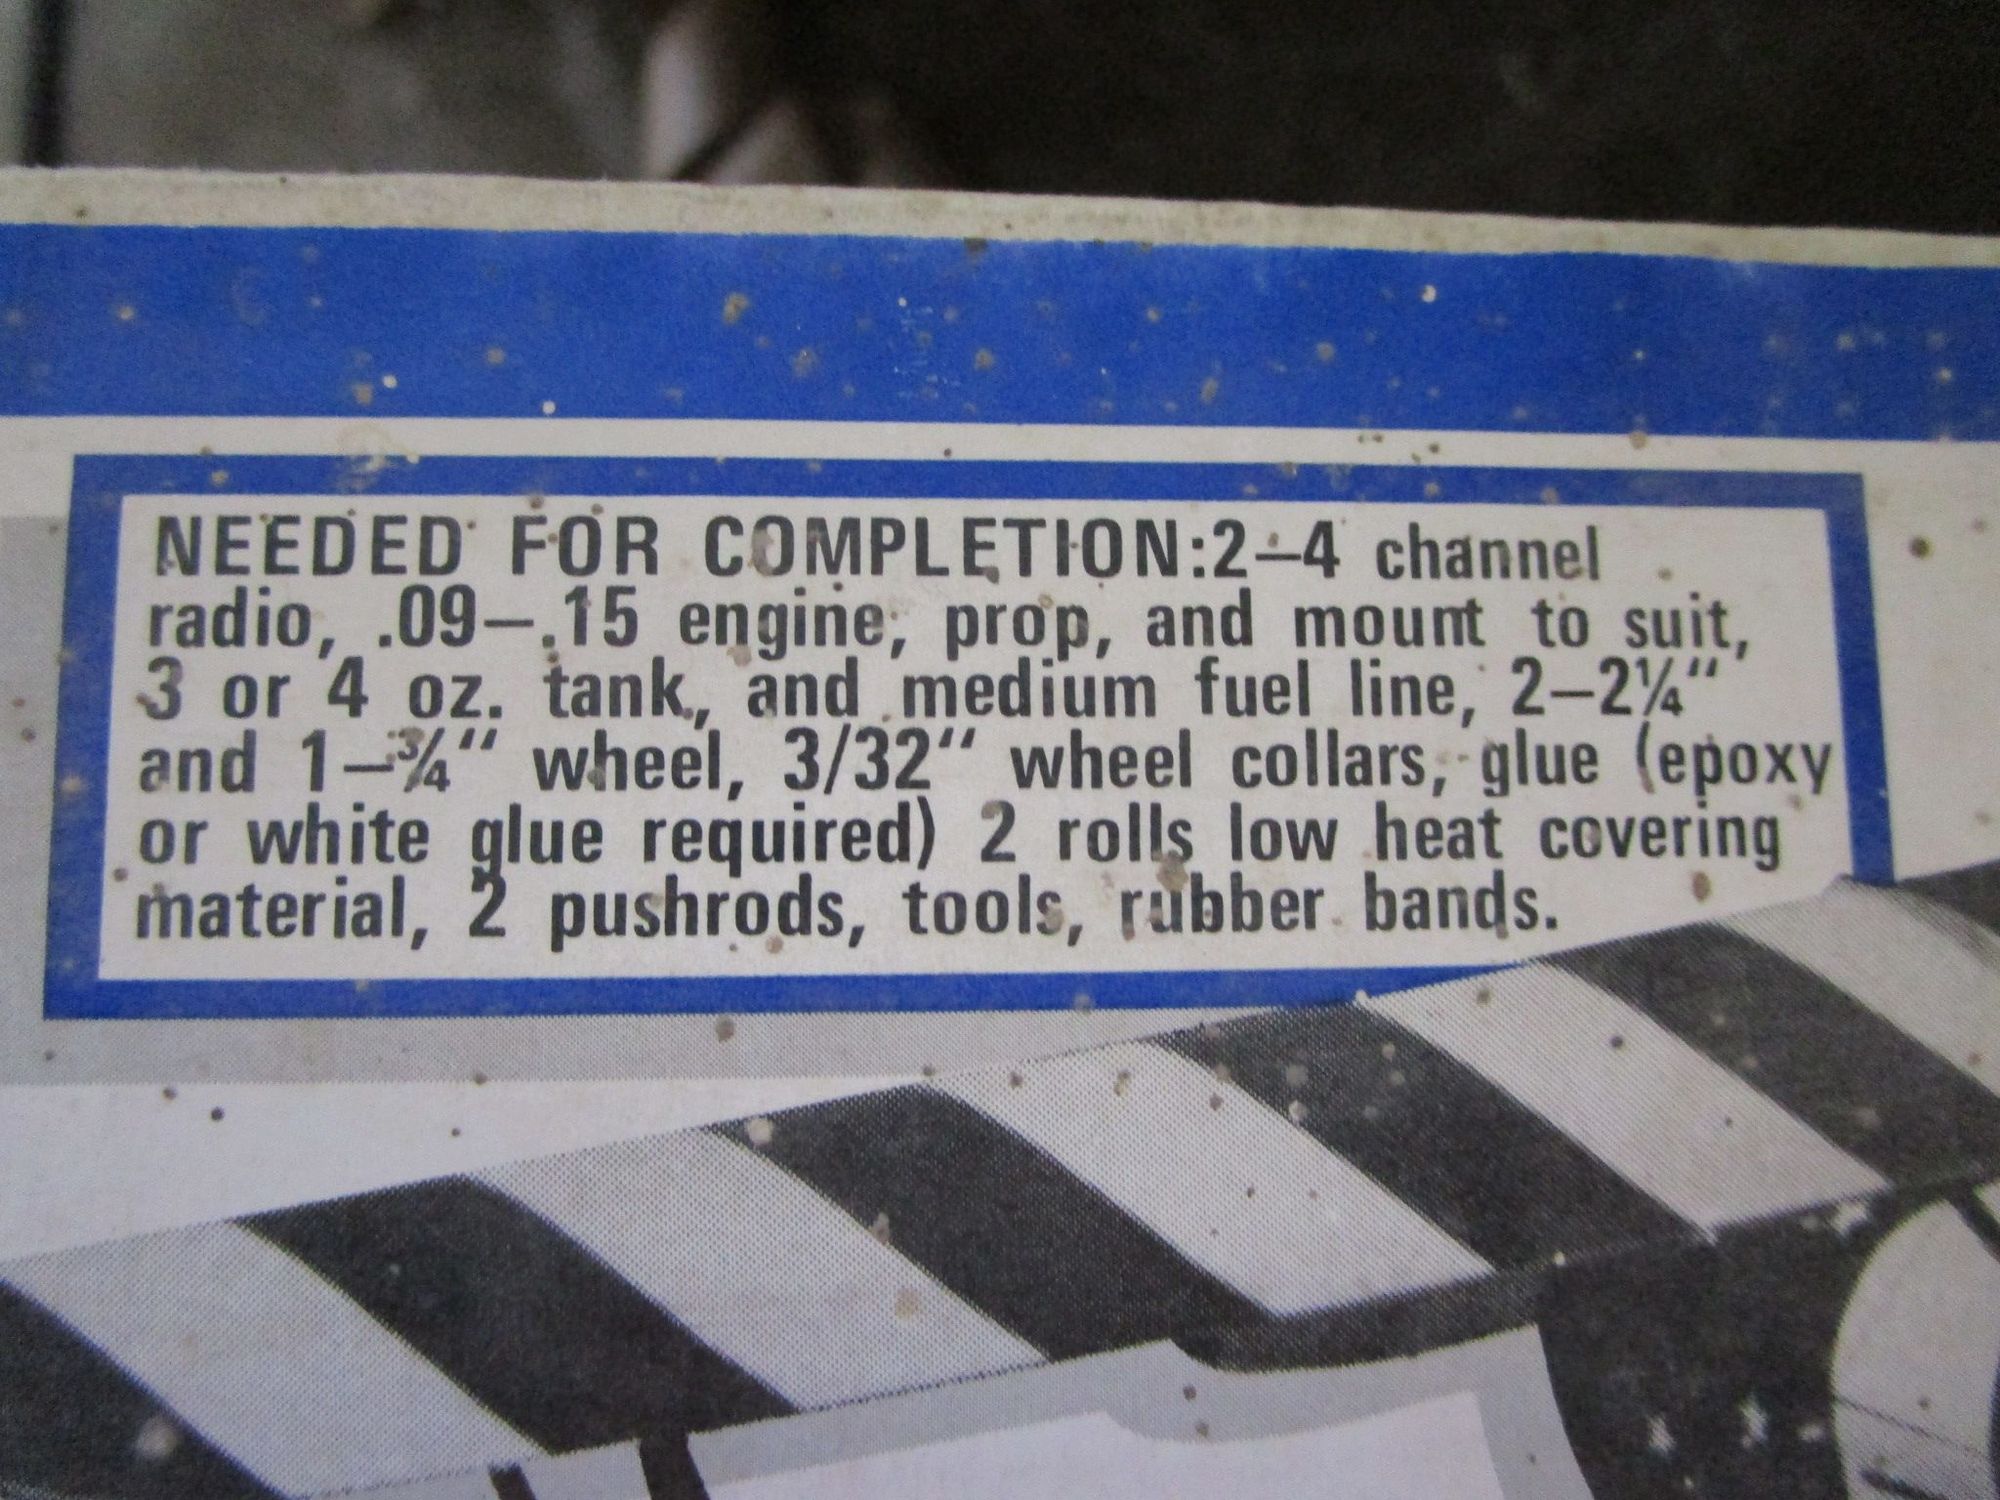 NEEDED FOR COMPLETION:2–4 channel
radio, .09–.15 engine, prop, and mount to suit,
3 or 4 oz. tank, and medium fuel line, 2–2¼“
and 1–¾“ wheel, 3/32“ wheel collars, glue (epoxy
or white glue required) 2 rolls low heat covering
material, 2 pushrods, tools, rubber bands.